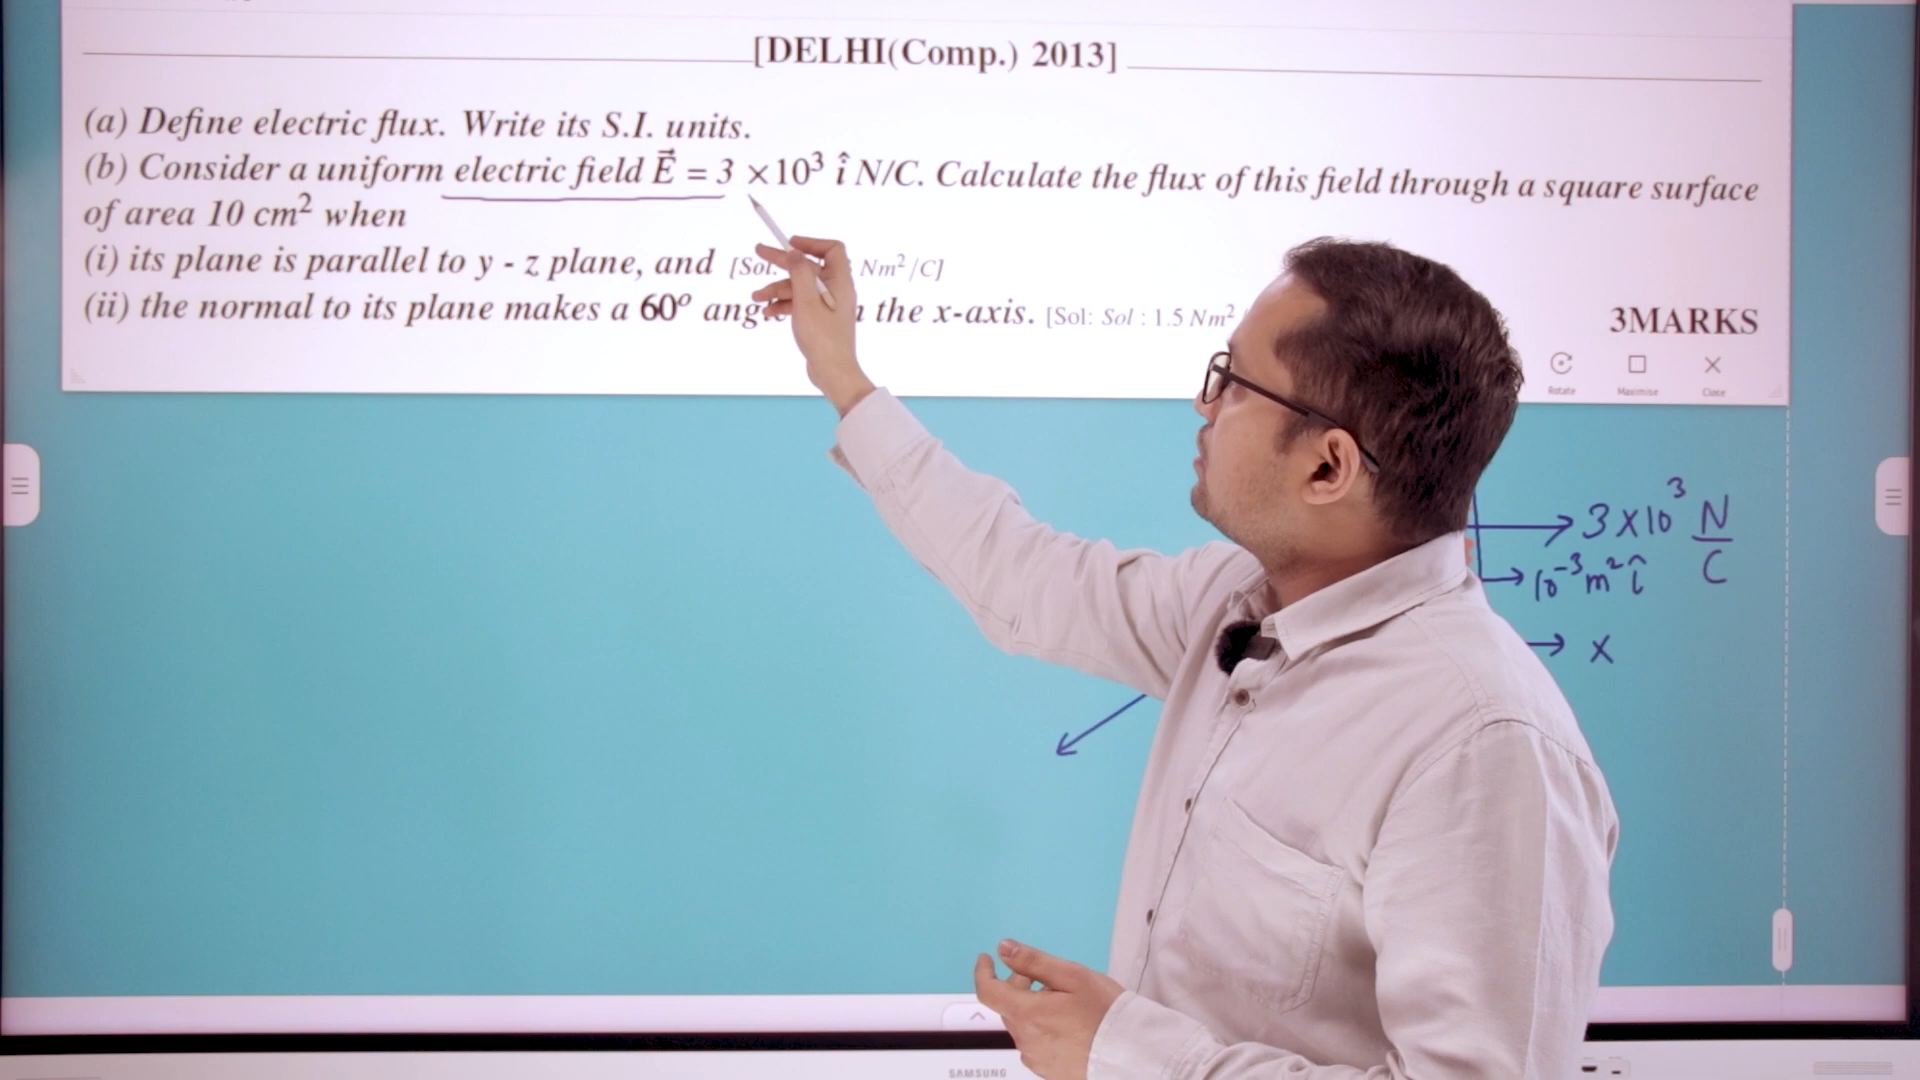 [DELHI(Comp.) 2013]
(a) Define electric flux. Write its S.I. units.
(b) Consider a uniform electric field E⃗ = 3 ×10³ î N/C. Calculate the flux of this field through a square surface
of area 10 cm² when
(i) its plane is parallel to y - z plane, and [Sol: Nm²/C]
(ii) the normal to its plane makes a 60° the x-axis. [Sol: Sol : 1.5 Nm²
3MARKS
Rotate Maximise Close
3 X 10³ N/C
10⁻³ m² î
X
SAMSUNG